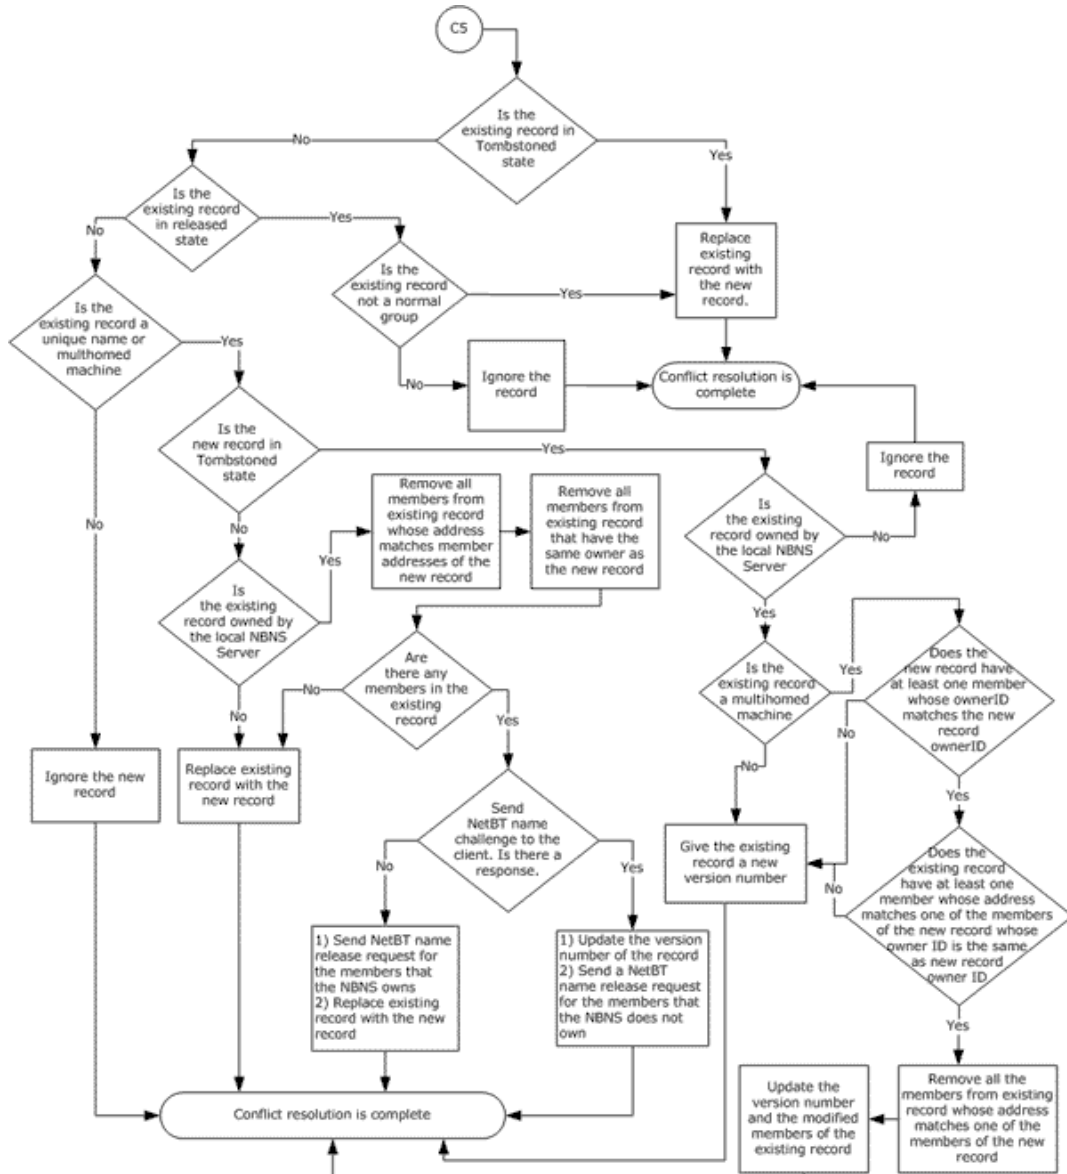 C5
Is the
existing record in
Tombstoned
state
No
Yes
Is the
existing record
in released
state
No
Yes
Replace
existing
record with
the new
record.
Is the
existing record
not a normal
group
Yes
No
Is the
existing record a
unique name or
multhomed
machine
Yes
No
Ignore the
record
Conflict resolution is
complete
Is the
new record in
Tombstoned
state
Yes
No
Ignore the
record
Remove all
members from
existing record
whose address
matches member
addresses of the
new record
Remove all
members from
existing record
that have the
same owner as
the new record
Is
the existing
record owned by
the local NBNS
Server
No
Yes
Is
the existing
record owned by
the local NBNS
Server
Yes
No
Are
there any
members in the
existing
record
No
Yes
Is the
existing record
a multihomed
machine
Yes
No
Does the
new record have
at least one
member
whose ownerID
matches the new
record
ownerID
No
Yes
Ignore the new
record
Replace existing
record with the
new record
Send
NetBT name
challenge to the
client. Is there a
response.
No
Yes
Give the existing
record a new
version number
Does the
existing record
have at least one
member whose address
matches one of the members
of the new record whose
owner ID is the same
as new record
owner ID
No
Yes
1) Send NetBT name
release request for
the members that
the NBNS owns
2) Replace existing
record with the new
record
1) Update the version
number of the record
2) Send a NetBT
name release request
for the members that
the NBNS does not
own
Update the
version number
and the modified
members of the
existing record
Remove all the
members from existing
record whose address
matches one of the
members of the new
record
Conflict resolution is complete